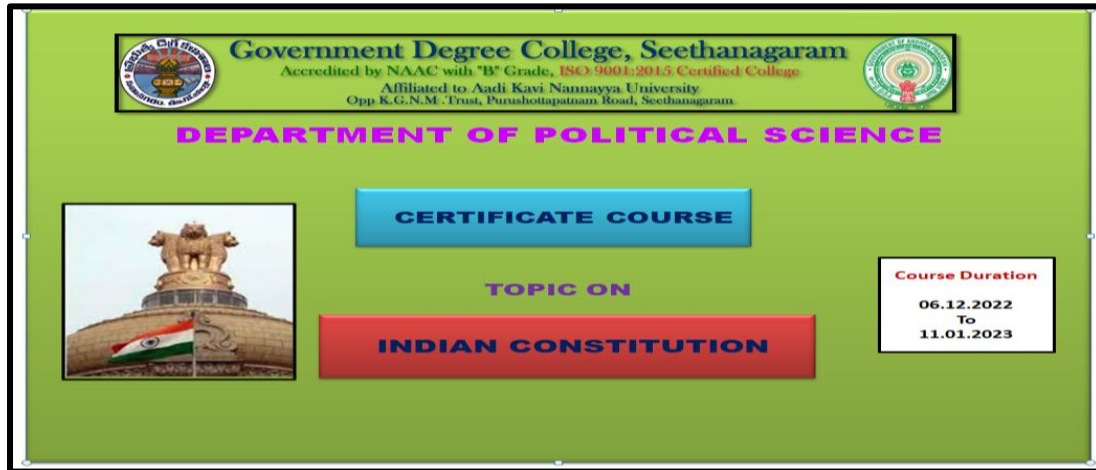 Government Degree College, Seethanagaram
Accredited by NAAC with "B" Grade, ISO 9001:2015 Certified College
Affiliated to Aadi Kavi Nannayya University
Opp K.G.N.M .Trust, Purushottapatnam Road, Seethanagaram
DEPARTMENT OF POLITICAL SCIENCE
CERTIFICATE COURSE
TOPIC ON
INDIAN CONSTITUTION
Course Duration
06.12.2022
To
11.01.2023